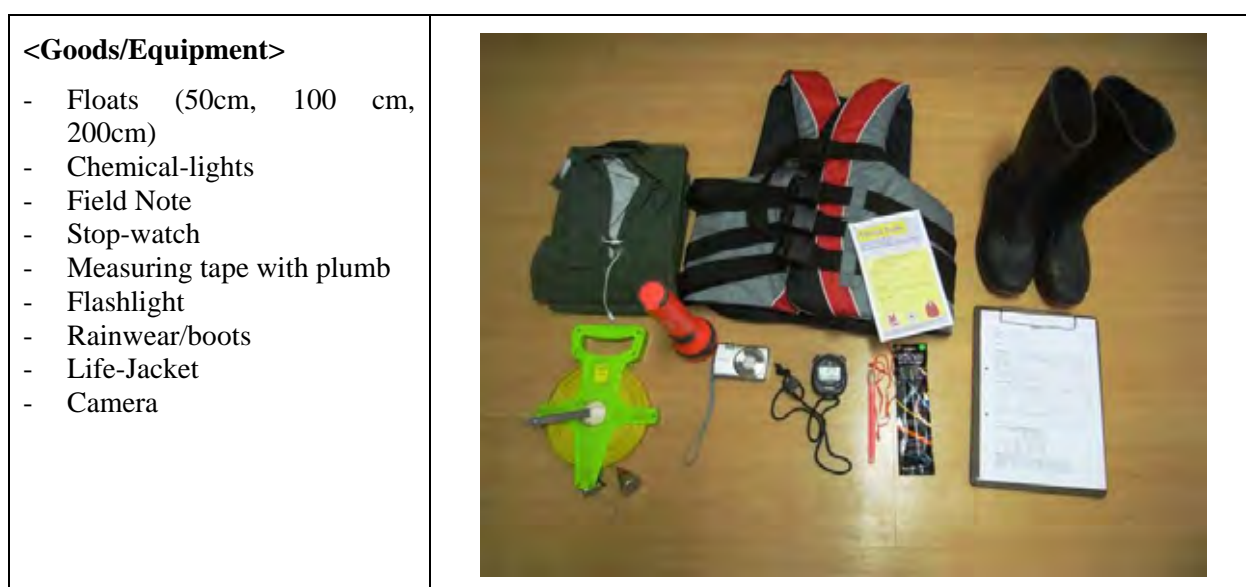 <Goods/Equipment>
- Floats (50cm, 100 cm,
200cm)
- Chemical-lights
- Field Note
- Stop-watch
- Measuring tape with plumb
- Flashlight
- Rainwear/boots
- Life-Jacket
- Camera